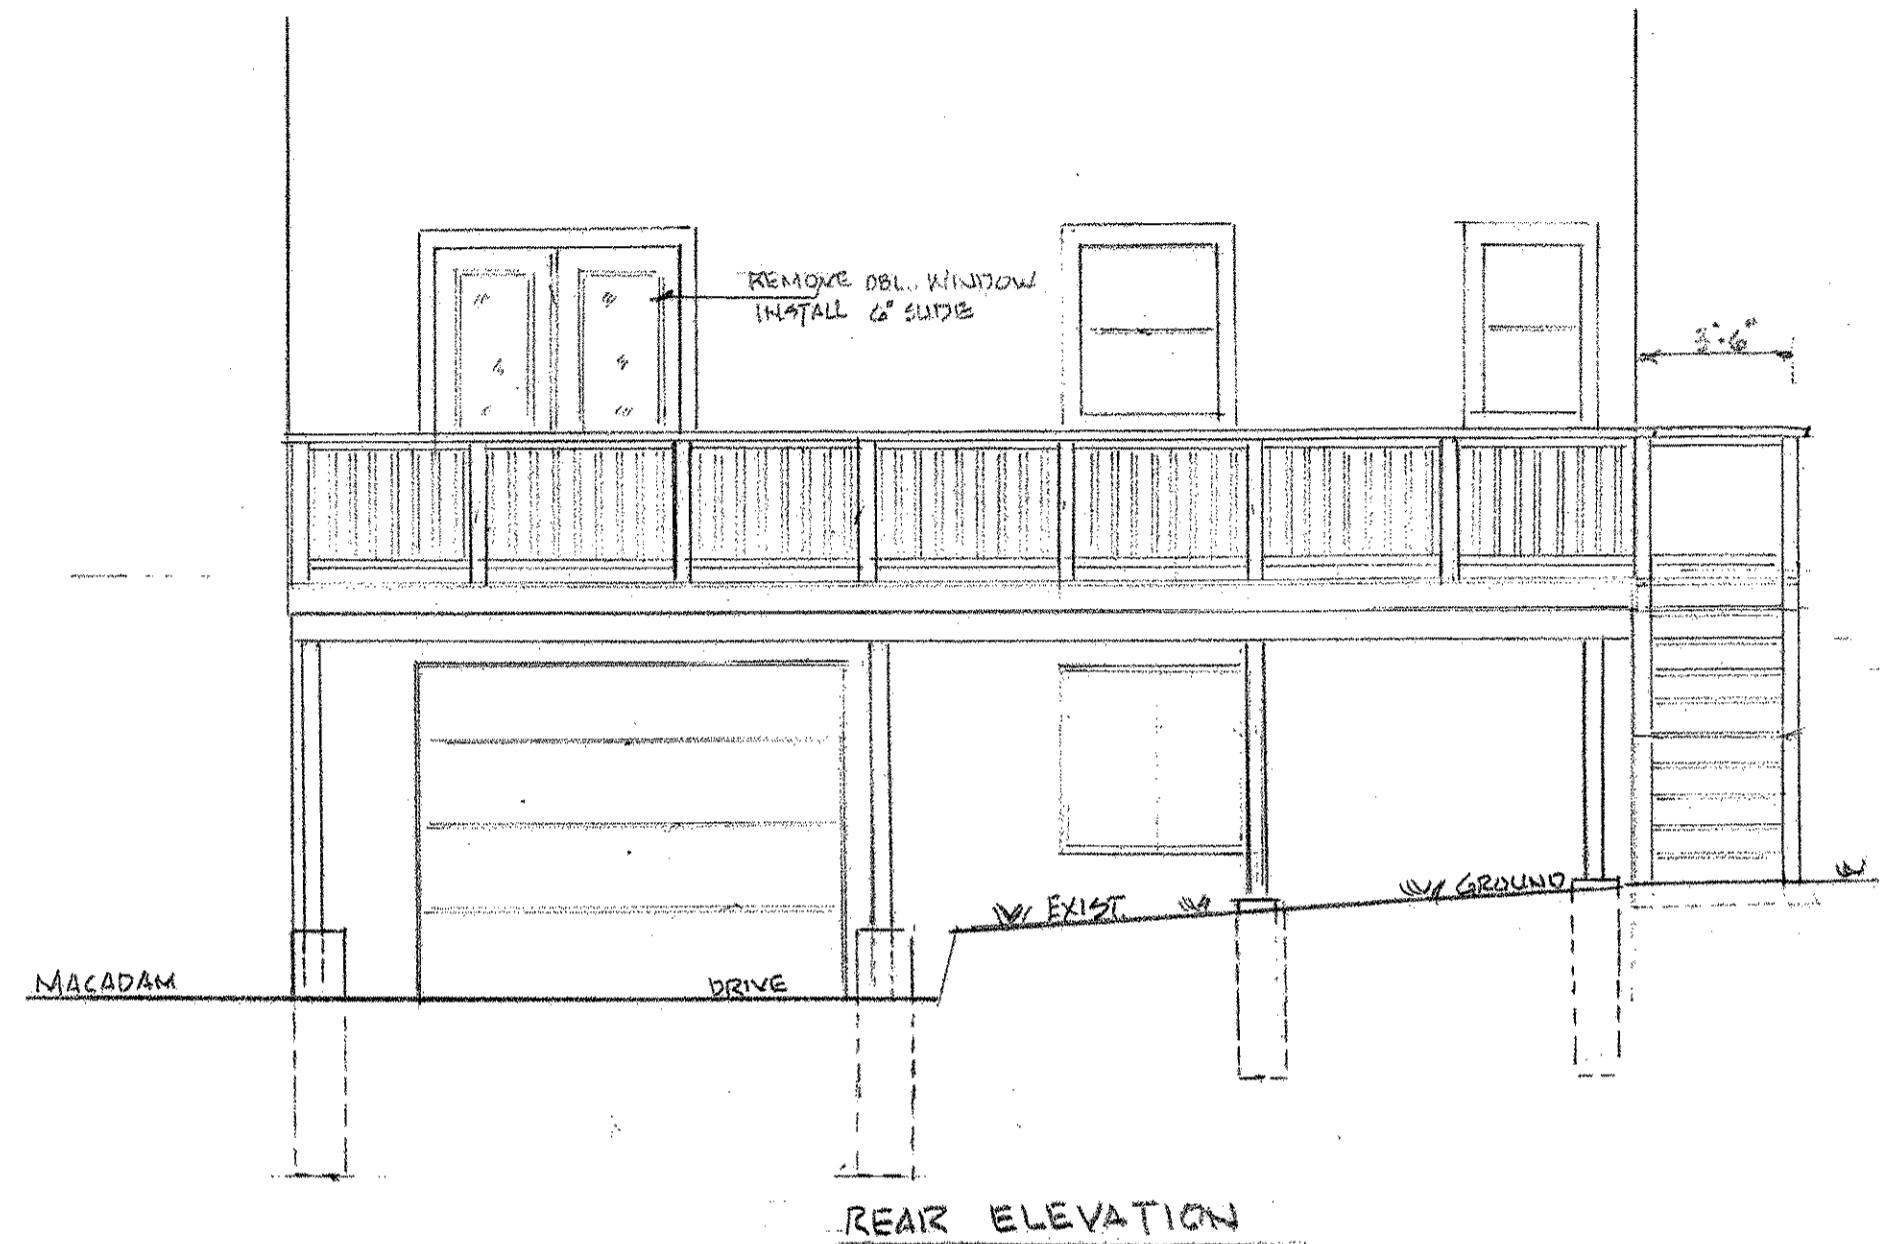 REMOVE DBL. WINDOW
INSTALL 6° SLIDE
3'-6"
EXIST. GROUND
MACADAM DRIVE
REAR ELEVATION